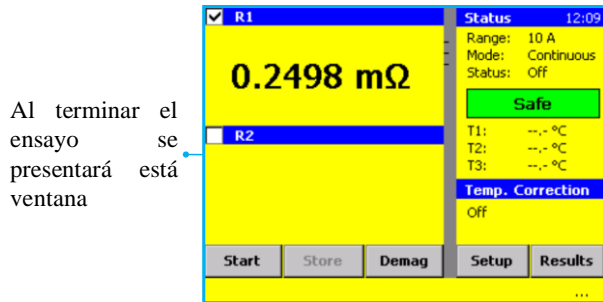 Al terminar el
ensayo se
presentará está
ventana
R1
0.2498 mΩ
R2
Start Store Demag
Status 12:09
Range: 10 A
Mode: Continuous
Status: Off
Safe
T1: --.- °C
T2: --.- °C
T3: --.- °C
Temp. Correction
Off
Setup Results
...